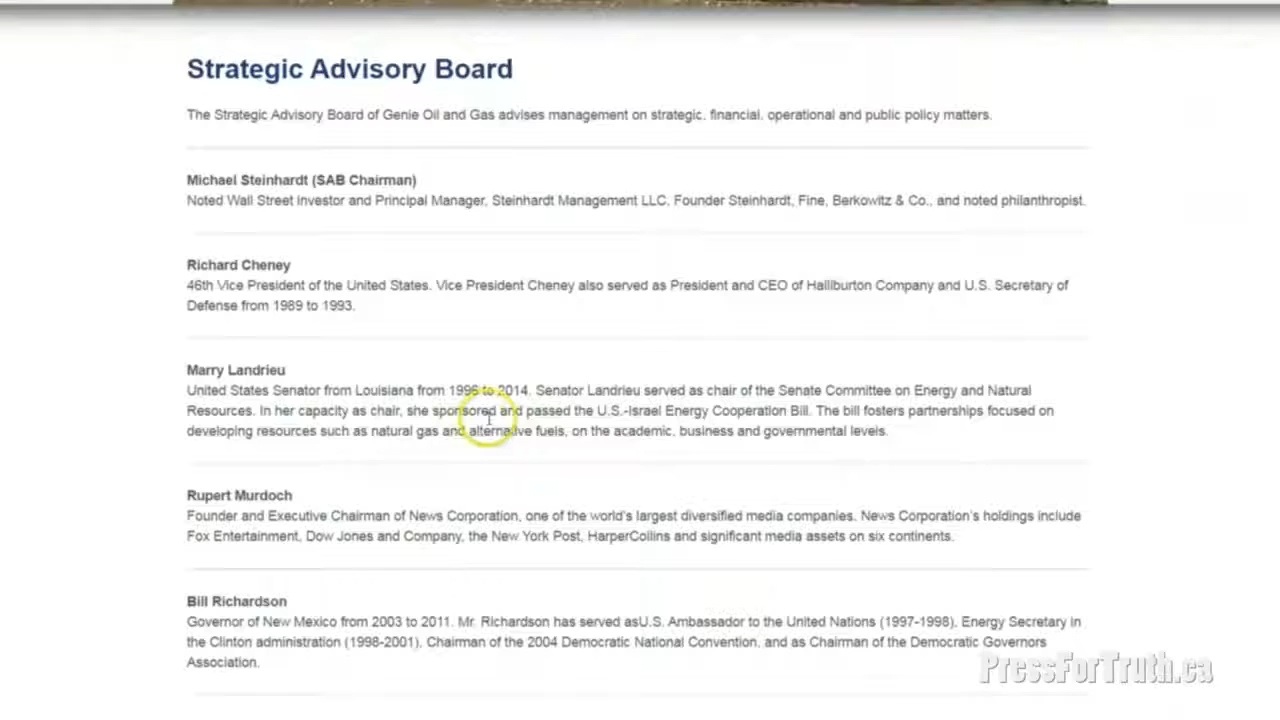 Strategic Advisory Board
The Strategic Advisory Board of Genie Oil and Gas advises management on strategic, financial, operational and public policy matters.
Michael Steinhardt (SAB Chairman)
Noted Wall Street investor and Principal Manager, Steinhardt Management LLC, Founder Steinhardt, Fine, Berkowitz & Co., and noted philanthropist.
Richard Cheney
46th Vice President of the United States. Vice President Cheney also served as President and CEO of Halliburton Company and U.S. Secretary of
Defense from 1989 to 1993.
Marry Landrieu
United States Senator from Louisiana from 1996 to 2014. Senator Landrieu served as chair of the Senate Committee on Energy and Natural
Resources. In her capacity as chair, she sponsored and passed the U.S.-Israel Energy Cooperation Bill. The bill fosters partnerships focused on
developing resources such as natural gas and alternative fuels, on the academic, business and governmental levels.
Rupert Murdoch
Founder and Executive Chairman of News Corporation, one of the world's largest diversified media companies. News Corporation's holdings include
Fox Entertainment, Dow Jones and Company, the New York Post, HarperCollins and significant media assets on six continents.
Bill Richardson
Governor of New Mexico from 2003 to 2011. Mr. Richardson has served asU.S. Ambassador to the United Nations (1997-1998), Energy Secretary in
the Clinton administration (1998-2001), Chairman of the 2004 Democratic National Convention, and as Chairman of the Democratic Governors
Association.
PressForTruth.ca